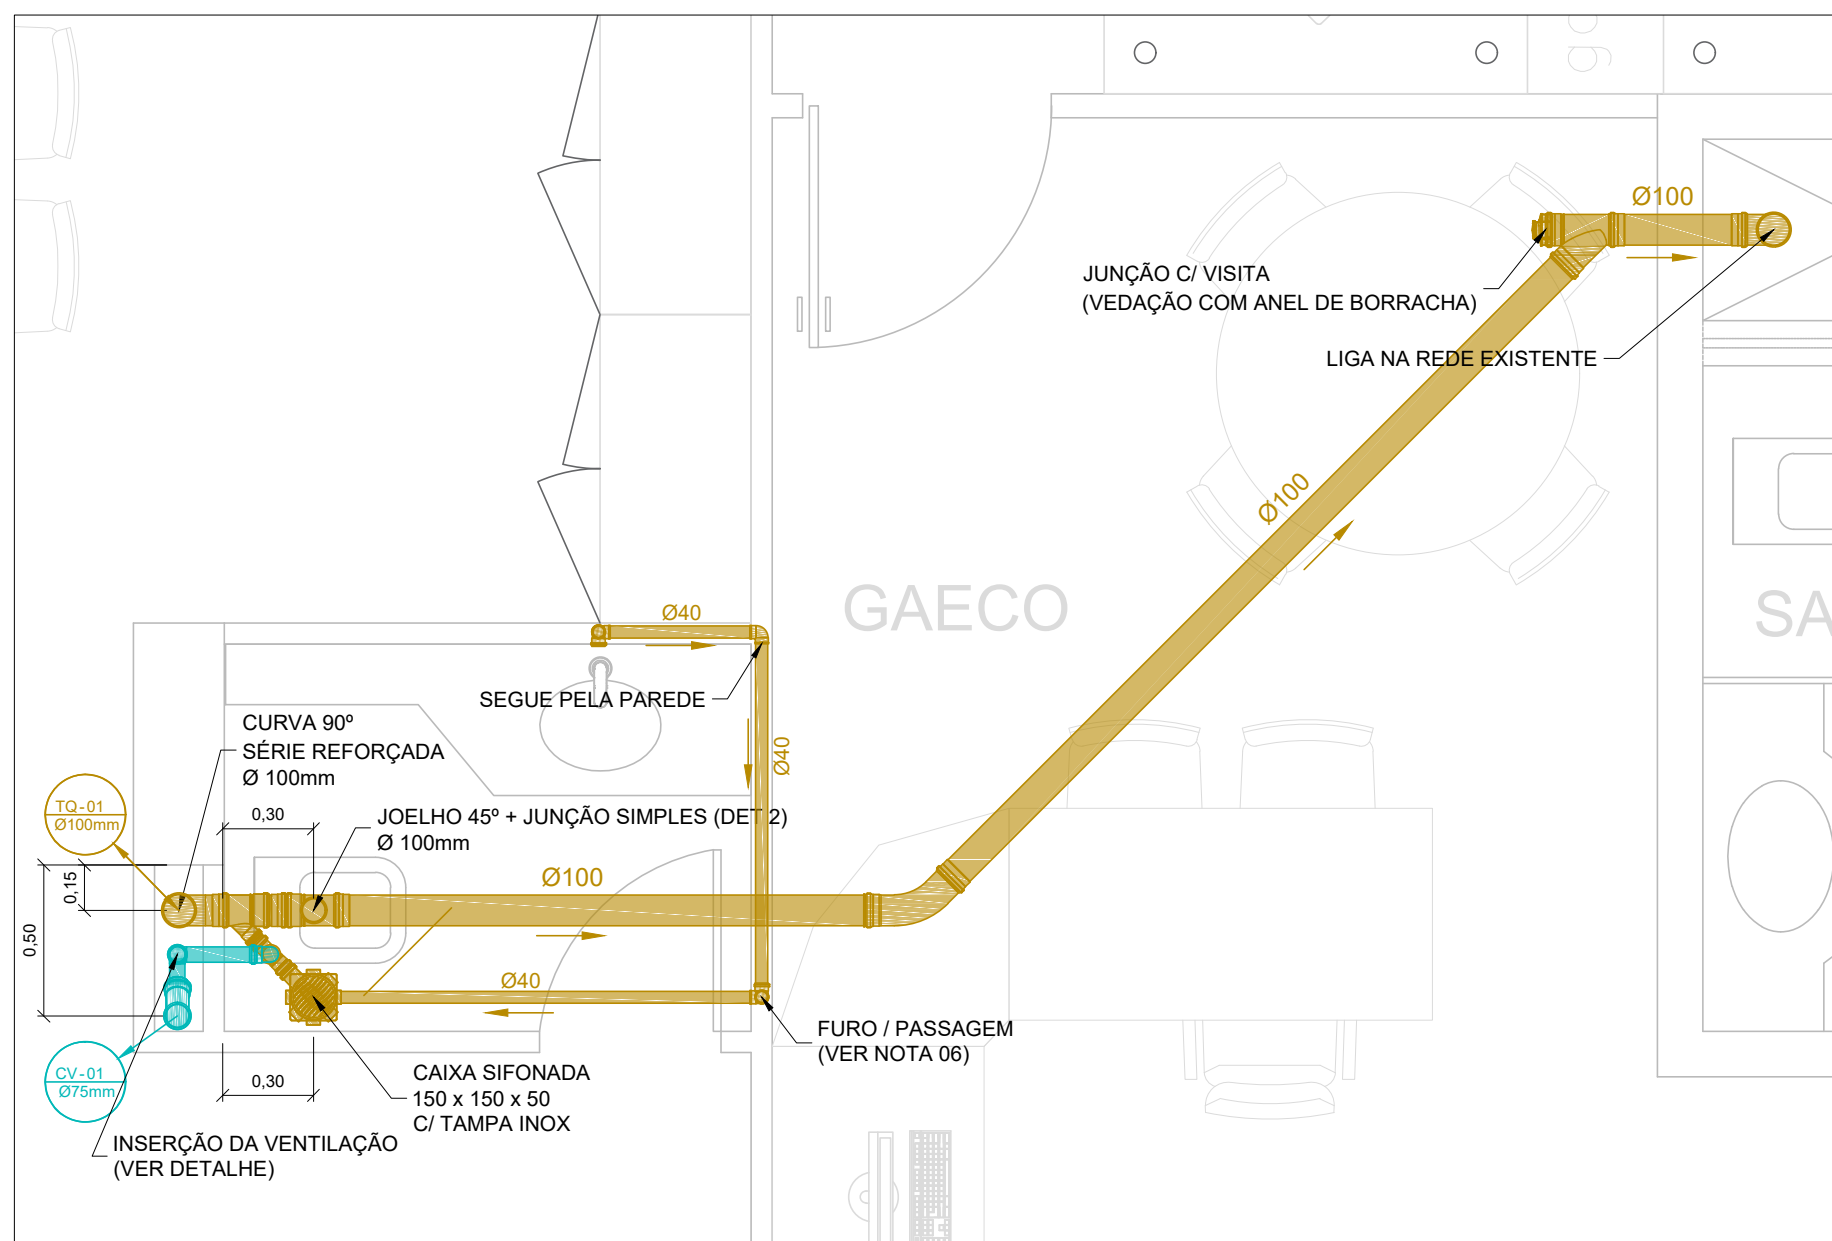 Ø100
JUNÇÃO C/ VISITA
(VEDAÇÃO COM ANEL DE BORRACHA)
LIGA NA REDE EXISTENTE
Ø100
GAECO
SA
Ø40
SEGUE PELA PAREDE
Ø40
CURVA 90º
SÉRIE REFORÇADA
Ø 100mm
TQ-01
Ø100mm
0,30
JOELHO 45º + JUNÇÃO SIMPLES (DET 2)
Ø 100mm
Ø100
0,15
0,50
Ø40
FURO / PASSAGEM
(VER NOTA 06)
CV-01
Ø75mm
0,30
CAIXA SIFONADA
150 x 150 x 50
C/ TAMPA INOX
INSERÇÃO DA VENTILAÇÃO
(VER DETALHE)